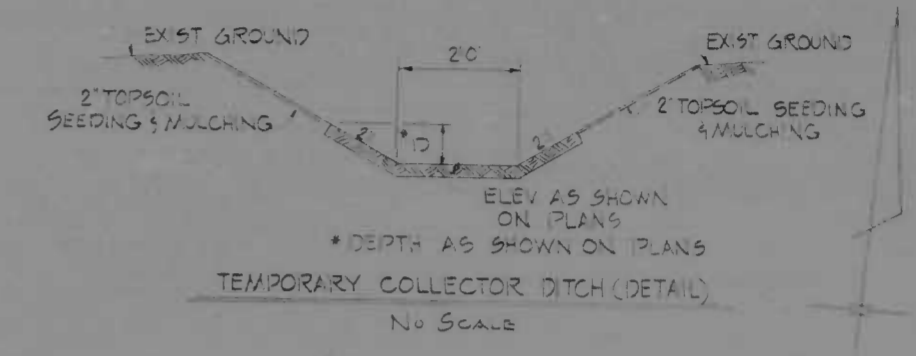 EXIST GROUND
2'0"
EXIST GROUND
2" TOPSOIL
SEEDING & MULCHING
2" TOPSOIL SEEDING
& MULCHING
2"
* D
2"
ELEV AS SHOWN
ON PLANS
* DEPTH AS SHOWN ON PLANS
TEMPORARY COLLECTOR DITCH (DETAIL)
NO SCALE